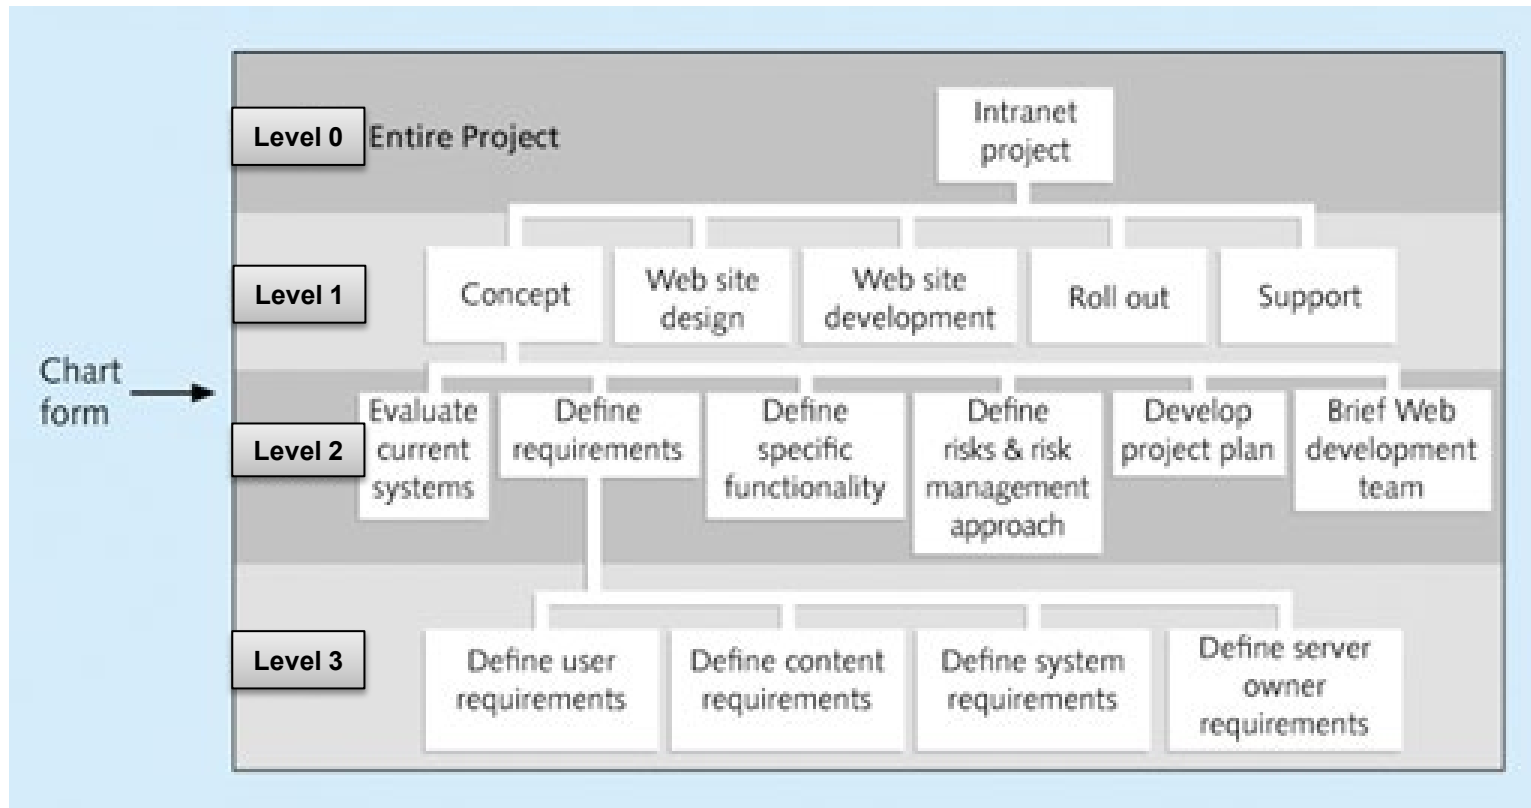 Level 0
Entire Project
Intranet
project
Level 1
Concept
Web site
design
Web site
development
Roll out
Support
Chart
form
Level 2
Evaluate
current
systems
Define
requirements
Define
specific
functionality
Define
risks & risk
management
approach
Develop
project plan
Brief Web
development
team
Level 3
Define user
requirements
Define content
requirements
Define system
requirements
Define server
owner
requirements